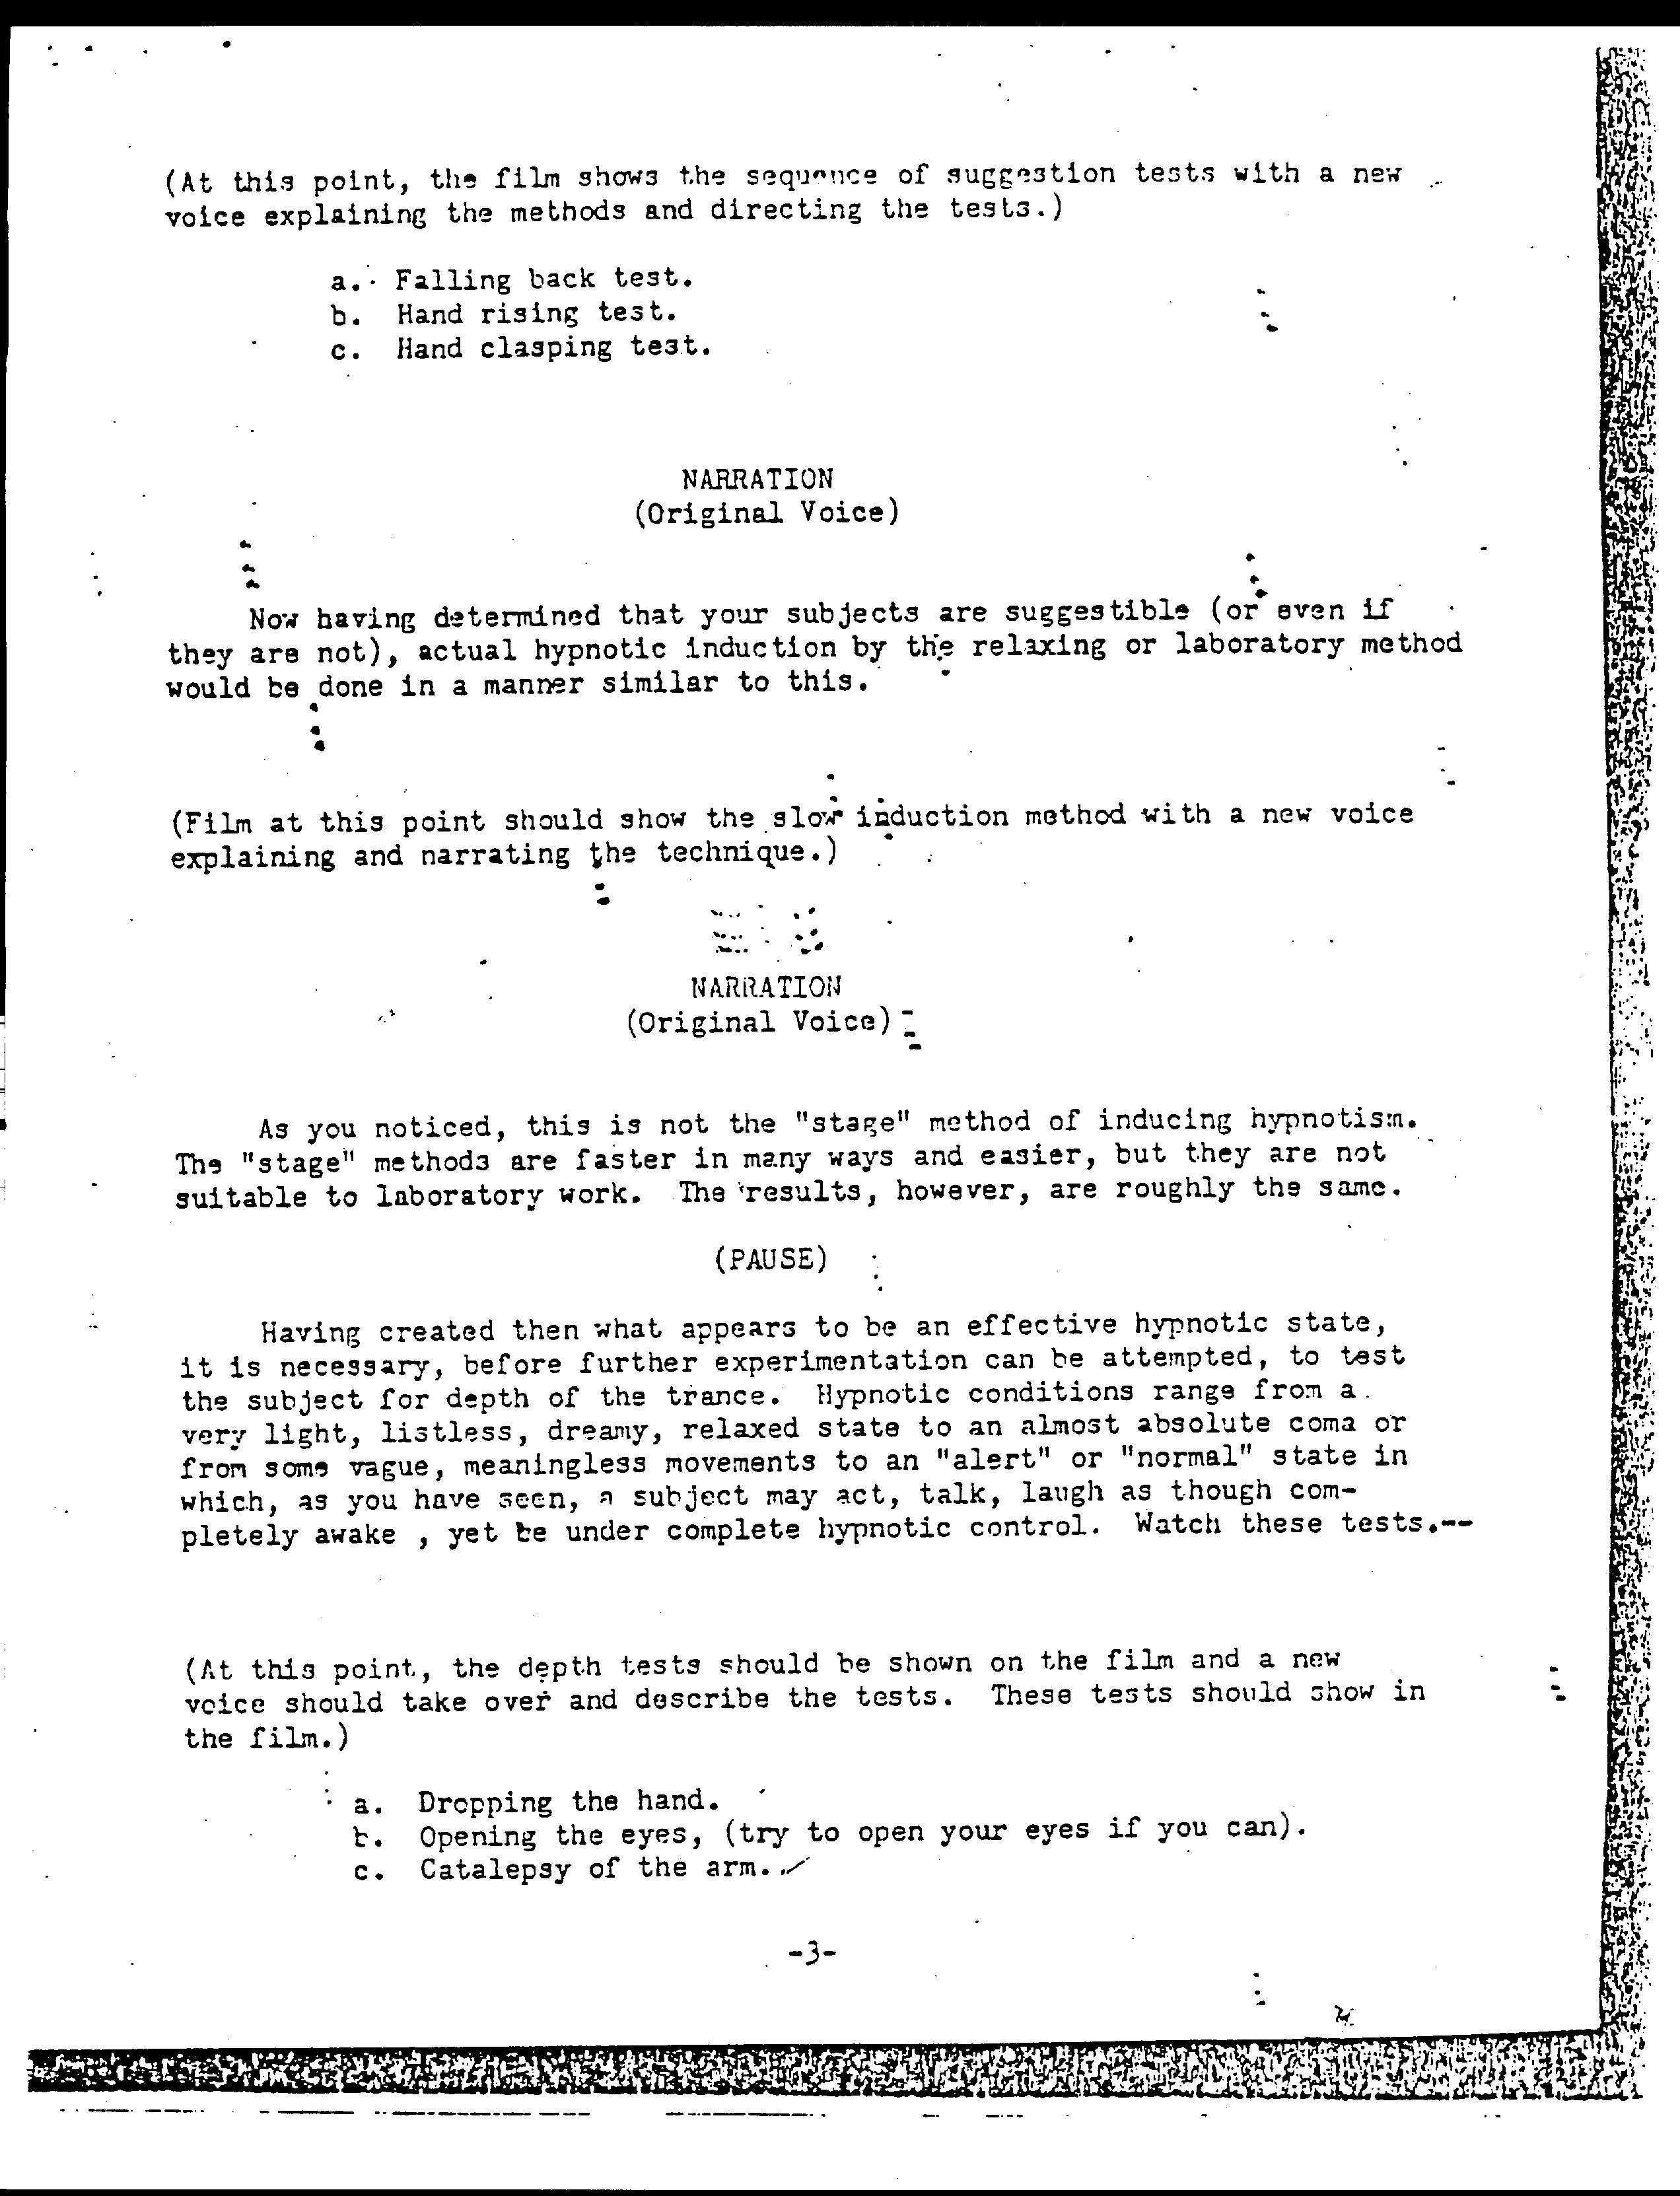 (At this point, the film shows the sequence of suggestion tests with a new
voice explaining the methods and directing the tests.)
a. Falling back test.
b. Hand rising test.
c. Hand clasping test.
NARRATION
(Original Voice)
Now having determined that your subjects are suggestible (or even if
they are not), actual hypnotic induction by the relaxing or laboratory method
would be done in a manner similar to this.
(Film at this point should show the slow induction method with a new voice
explaining and narrating the technique.)
NARRATION
(Original Voice)
As you noticed, this is not the "stage" method of inducing hypnotism.
The "stage" methods are faster in many ways and easier, but they are not
suitable to laboratory work. The results, however, are roughly the same.
(PAUSE)
Having created then what appears to be an effective hypnotic state,
it is necessary, before further experimentation can be attempted, to test
the subject for depth of the trance. Hypnotic conditions range from a
very light, listless, dreamy, relaxed state to an almost absolute coma or
from some vague, meaningless movements to an "alert" or "normal" state in
which, as you have seen, a subject may act, talk, laugh as though com-
pletely awake , yet be under complete hypnotic control. Watch these tests.--
(At this point, the depth tests should be shown on the film and a new
voice should take over and describe the tests. These tests should show in
the film.)
a. Dropping the hand.
b. Opening the eyes, (try to open your eyes if you can).
c. Catalepsy of the arm.
-3-